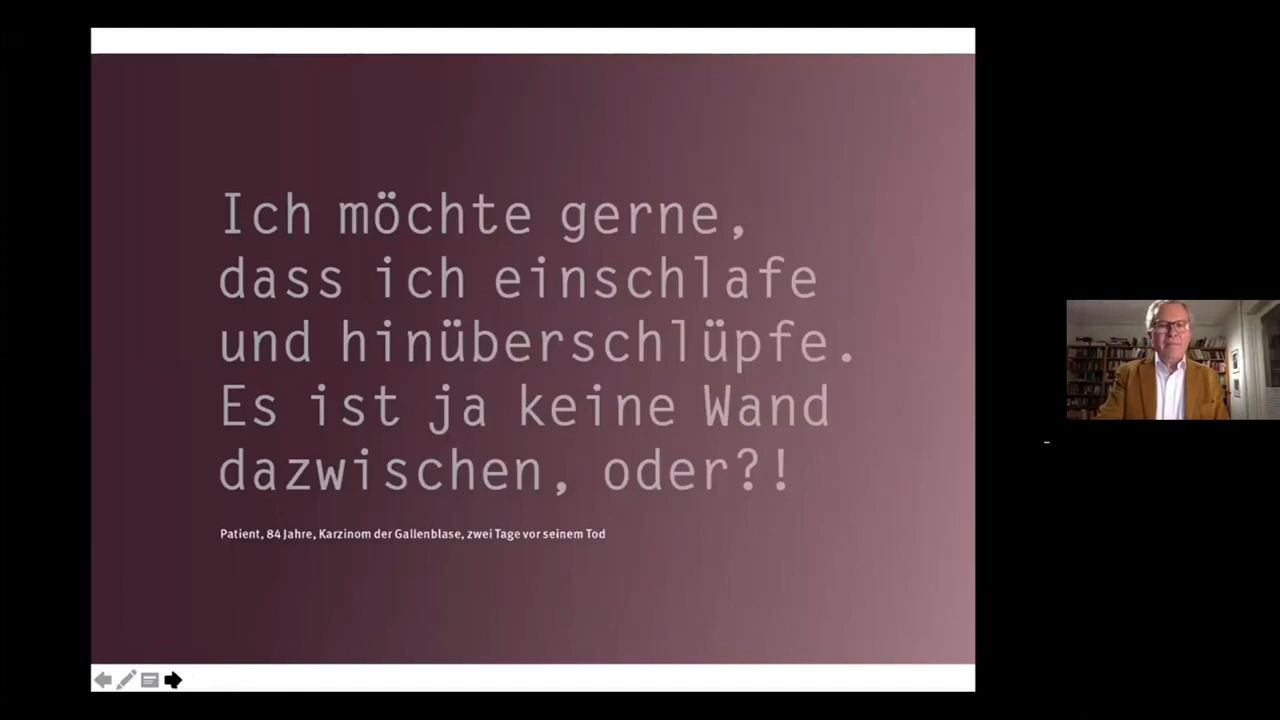 Ich möchte gerne,
dass ich einschlafe
und hinüberschlüpfe.
Es ist ja keine Wand
dazwischen, oder?!
Patient, 84 Jahre, Karzinom der Gallenblase, zwei Tage vor seinem Tod